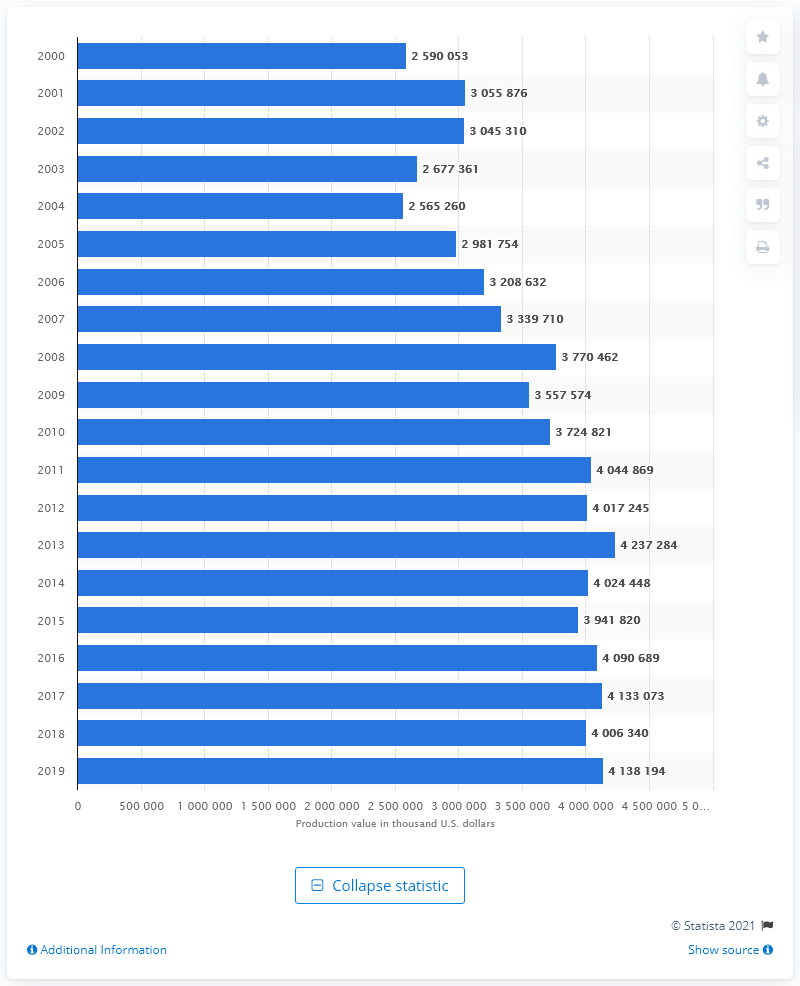 2000 2 590 053
2001 3 055 876
2002 3 045 310
2003 2 677 361
2004 2 565 260
2005 2 981 754
2006 3 208 632
2007 3 339 710
2008 3 770 462
2009 3 557 574
2010 3 724 821
2011 4 044 869
2012 4 017 245
2013 4 237 284
2014 4 024 448
2015 3 941 820
2016 4 090 689
2017 4 133 073
2018 4 006 340
2019 4 138 194
0 500 000 1 000 000 1 500 000 2 000 000 2 500 000 3 000 000 3 500 000 4 000 000 4 500 000 5 0...
Production value in thousand U.S. dollars
Collapse statistic
© Statista 2021
Additional Information Show source